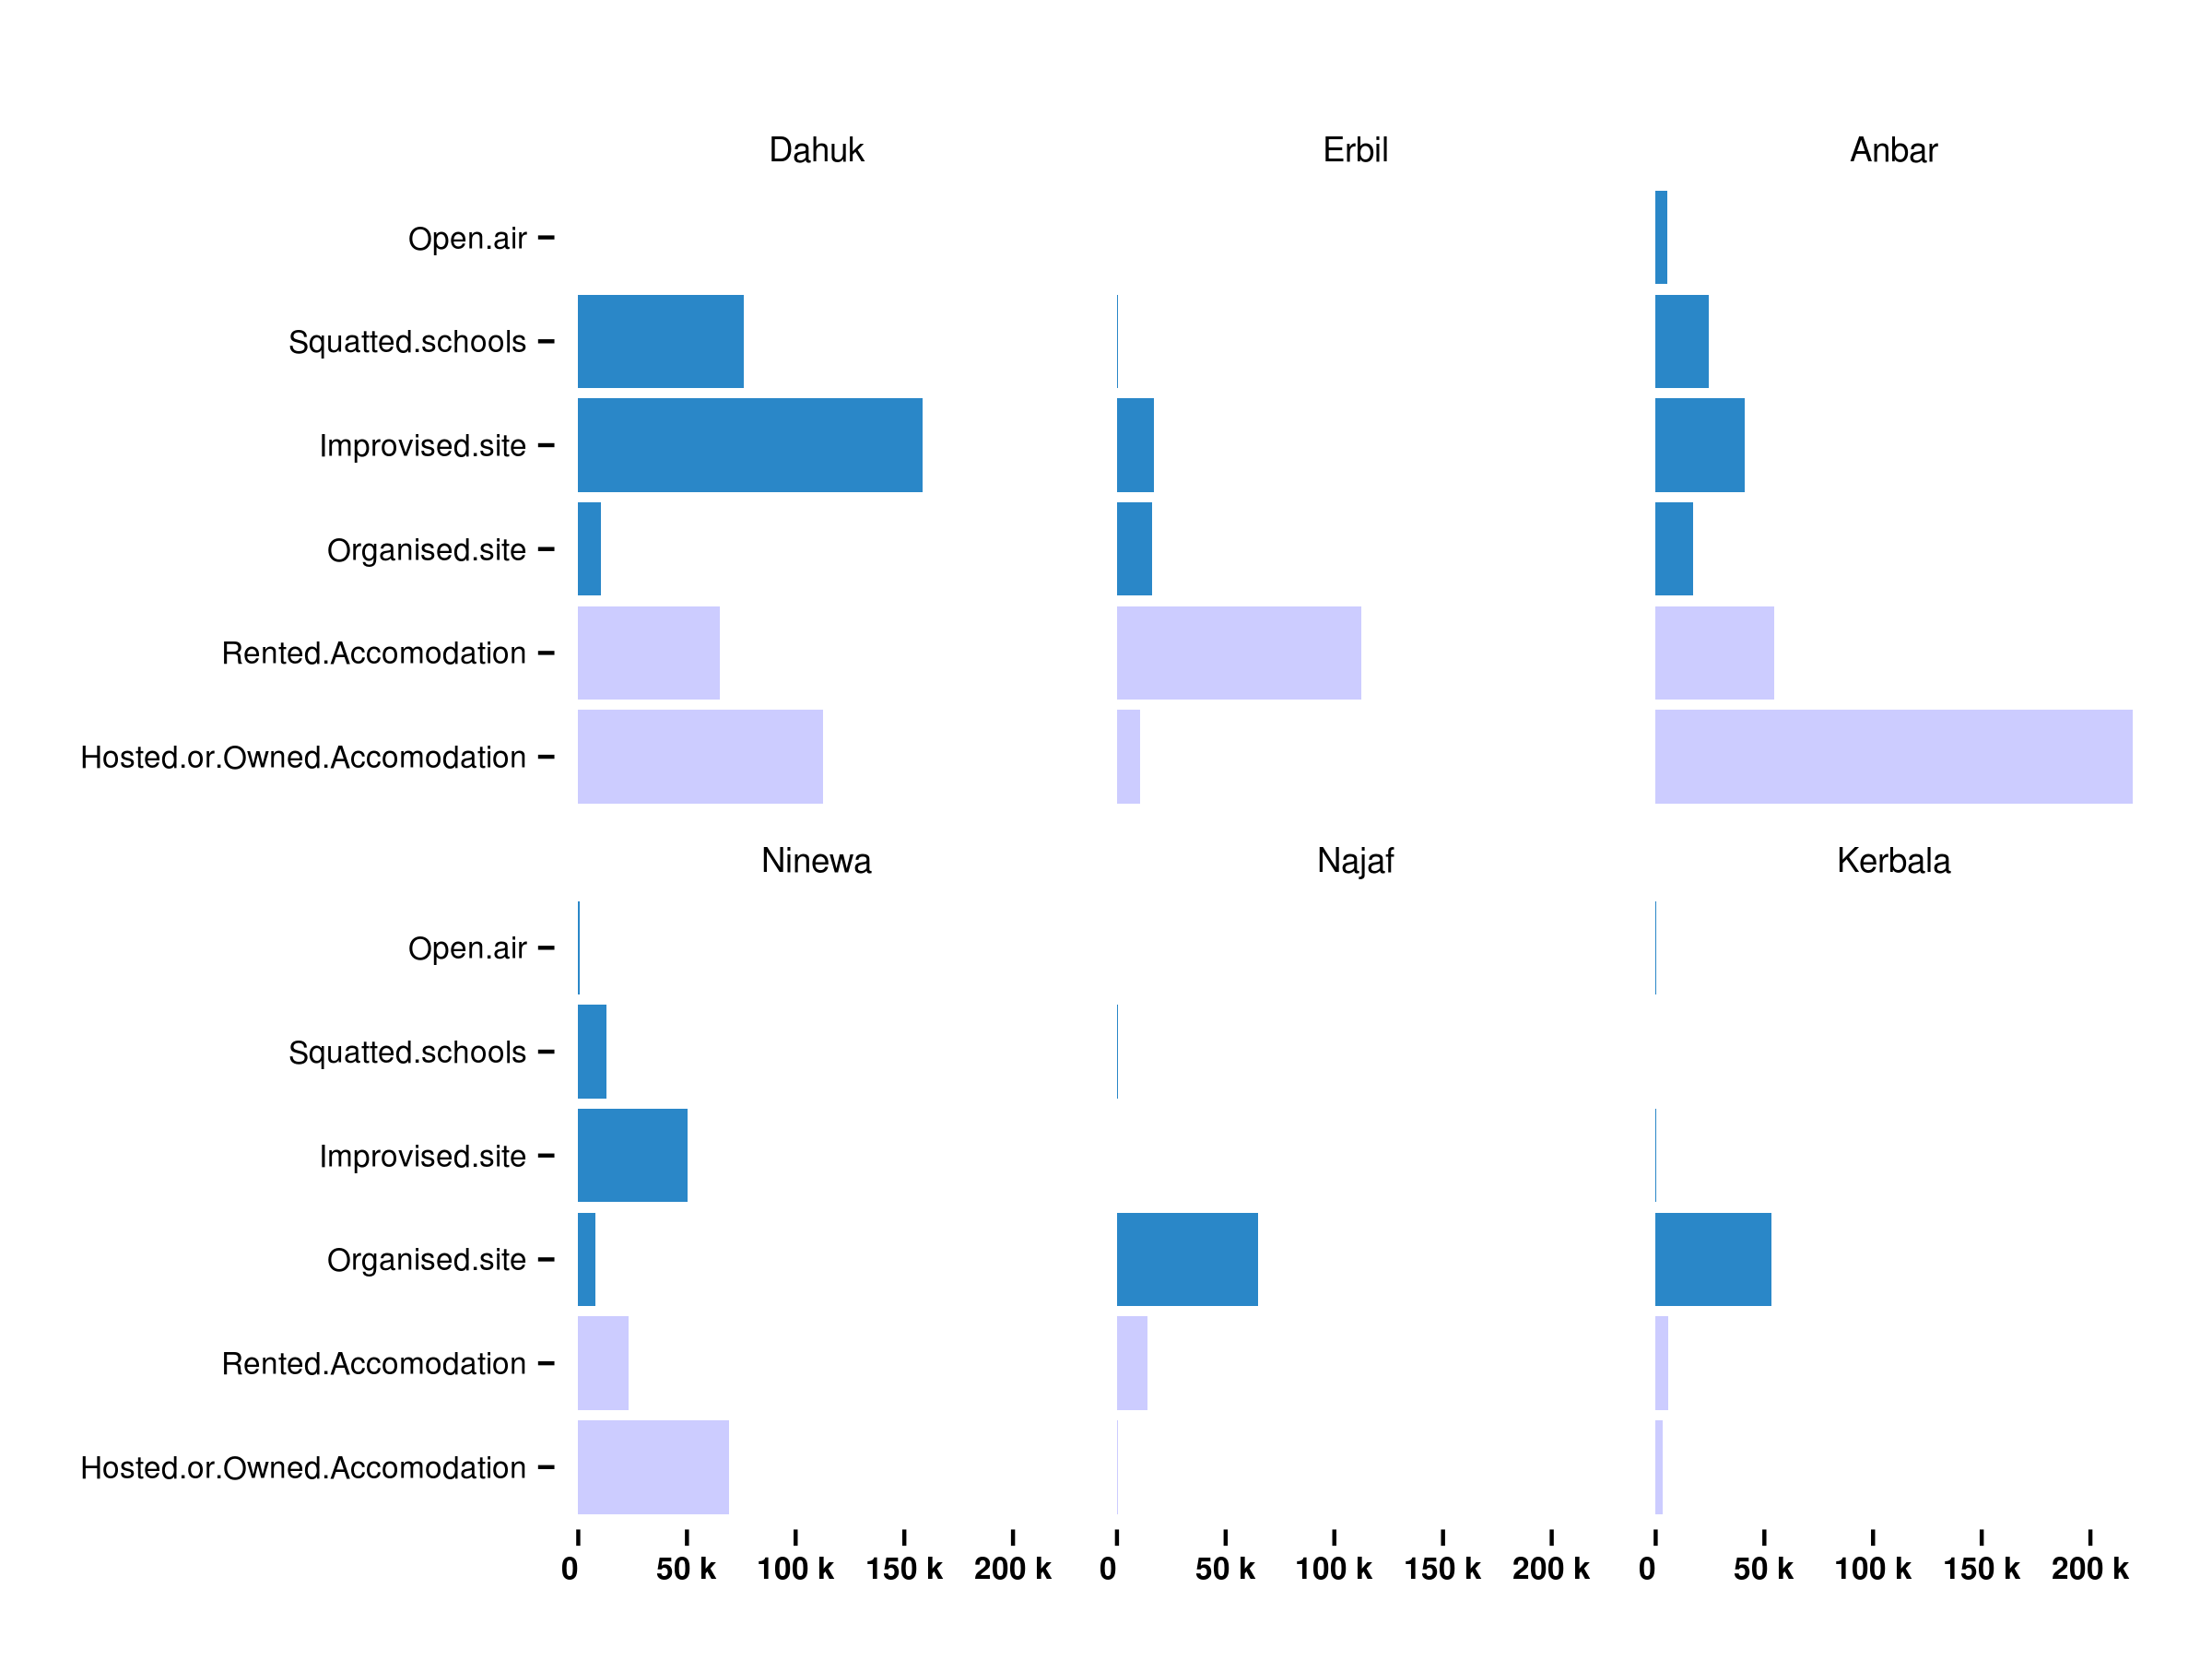 Dahuk Erbil Anbar
Open.air
Squatted.schools
Improvised.site
Organised.site
Rented.Accomodation
Hosted.or.Owned.Accomodation
Ninewa Najaf Kerbala
Open.air
Squatted.schools
Improvised.site
Organised.site
Rented.Accomodation
Hosted.or.Owned.Accomodation
0 50 k 100 k 150 k 200 k 0 50 k 100 k 150 k 200 k 0 50 k 100 k 150 k 200 k